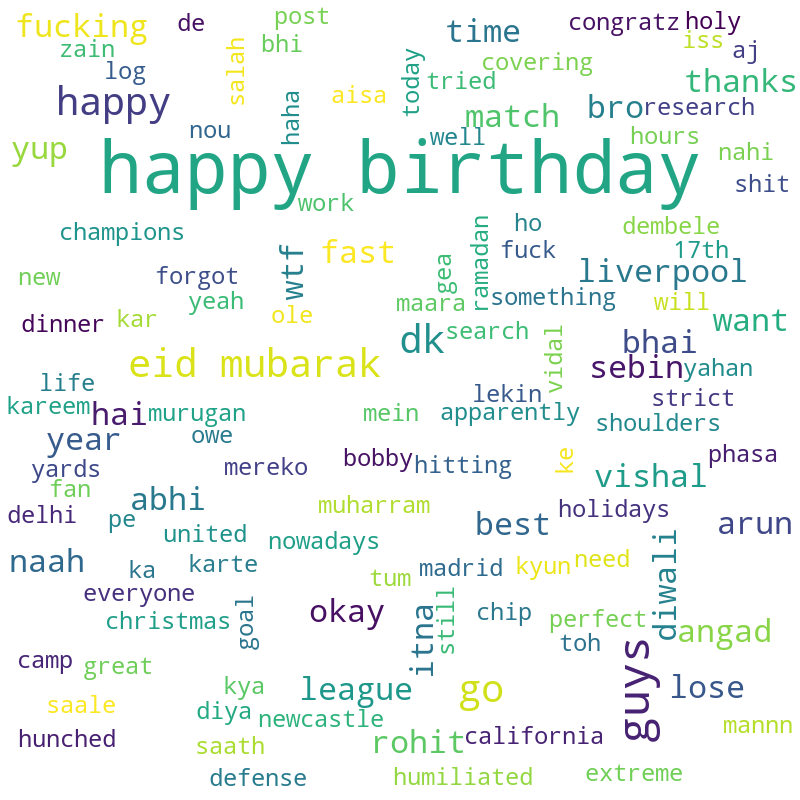 fucking
de
post
time
congratz
holy
zain
bhi
iss
aj
log
salah
aisa
today
tried
covering
thanks
happy
nou
haha
match
bro
research
well
hours
yup
nahi
happy birthday
shit
work
champions
ho
dembele
wtf
fast
ramadan
fuck
17th
new
forgot
gea
liverpool
yeah
maara
something
will
dinner
kar
ole
dk
search
want
bhai
eid mubarak
vidal
sebin
yahan
life
lekin
strict
kareem
hai
murugan
mein
apparently
shoulders
year
owe
bobby
hitting
ke
phasa
yards
mereko
vishal
fan
abhi
muharram
holidays
delhi
pe
united
nowadays
best
arun
naah
ka
karte
madrid
kyun
need
diwali
everyone
tum
christmas
goal
okay
itna
still
chip
perfect
toh
angad
camp
great
guys
saale
kya
league
go
lose
diya
newcastle
mannn
hunched
saath
rohit
california
defense
humiliated
extreme